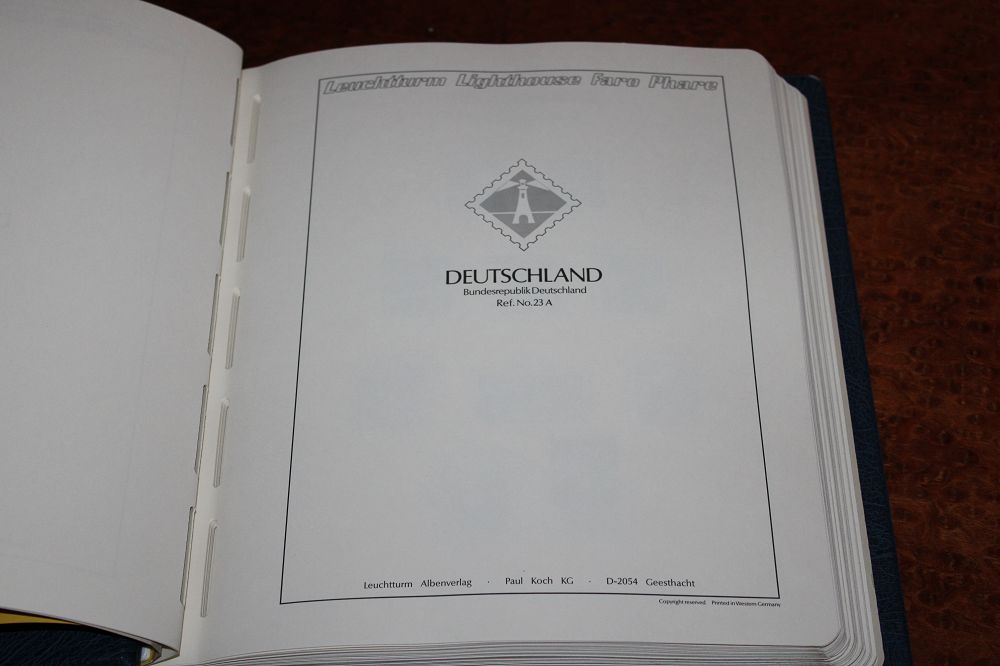 Leuchtturm Lighthouse Faro Phare
DEUTSCHLAND
Bundesrepublik Deutschland
Ref. No. 23 A
Leuchtturm Albenverlag · Paul Koch KG · D-2054 Geesthacht
Copyright reserved Printed in Western Germany